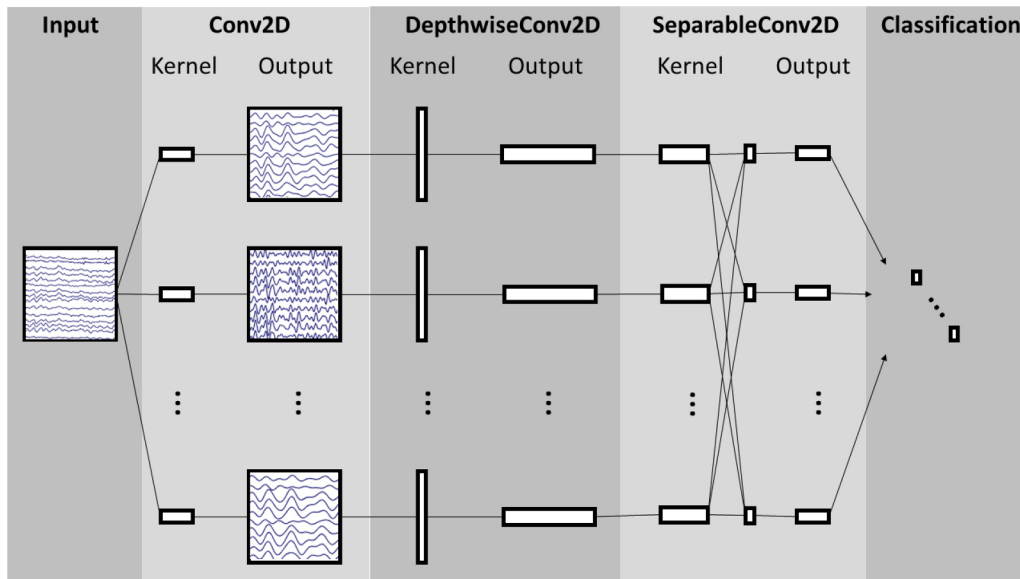 Input Conv2D DepthwiseConv2D SeparableConv2D Classification
Kernel Output Kernel Output Kernel Output